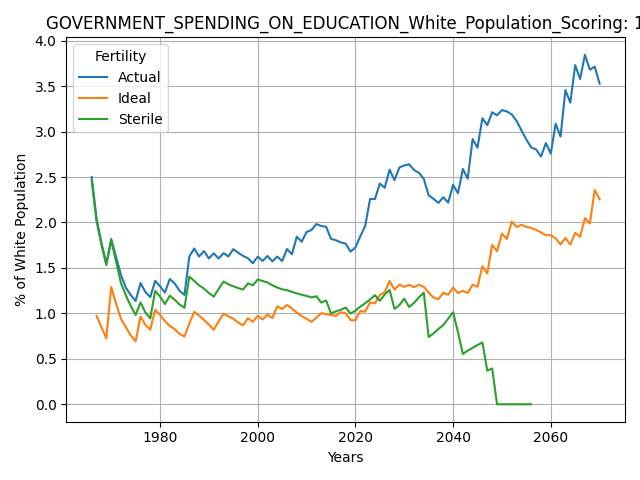 GOVERNMENT_SPENDING_ON_EDUCATION_White_Population_Scoring: 1
Fertility
Actual
Ideal
Sterile
% of White Population
4.0
3.5
3.0
2.5
2.0
1.5
1.0
0.5
0.0
1980 2000 2020 2040 2060
Years